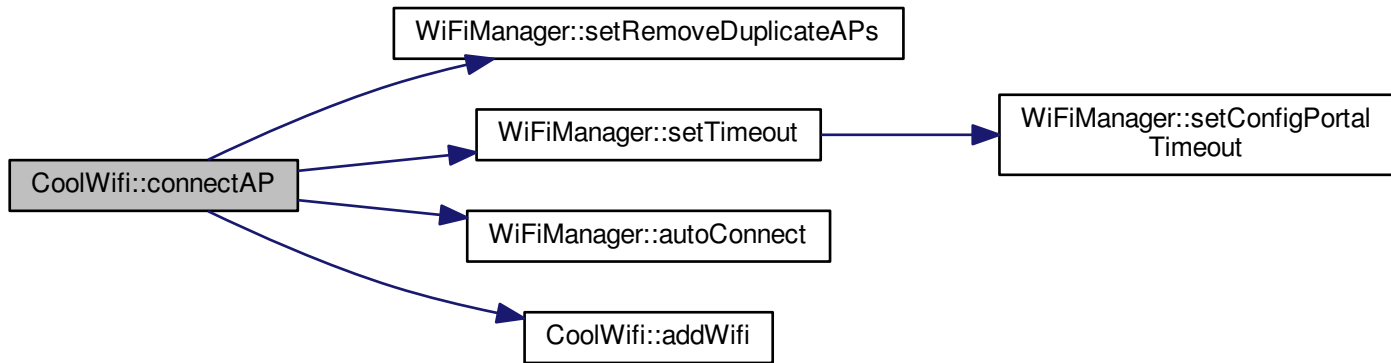 WiFiManager::setRemoveDuplicateAPs
WiFiManager::setTimeout
WiFiManager::setConfigPortal
Timeout
CoolWifi::connectAP
WiFiManager::autoConnect
CoolWifi::addWifi